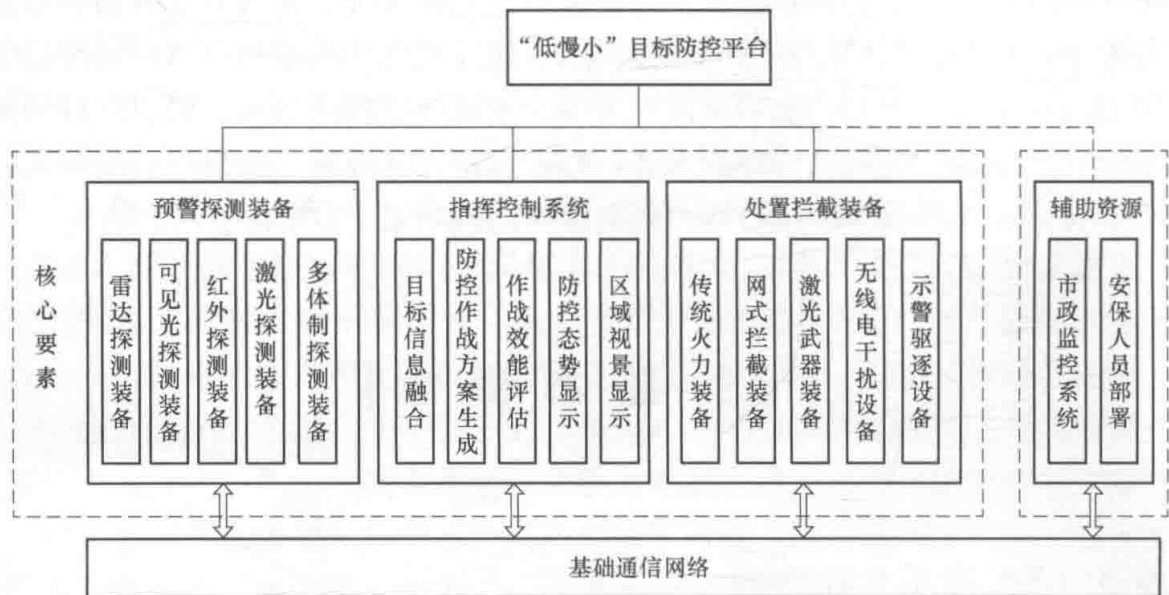 “低慢小”目标防控平台
核心要素
预警探测装备
雷达探测装备
可见光探测装备
红外探测装备
激光探测装备
多体制探测装备
指挥控制系统
目标信息融合
防控作战方案生成
作战效能评估
防控态势显示
区域视景显示
处置拦截装备
传统火力装备
网式拦截装备
激光武器装备
无线电干扰设备
示警驱逐设备
辅助资源
市政监控系统
安保人员部署
基础通信网络